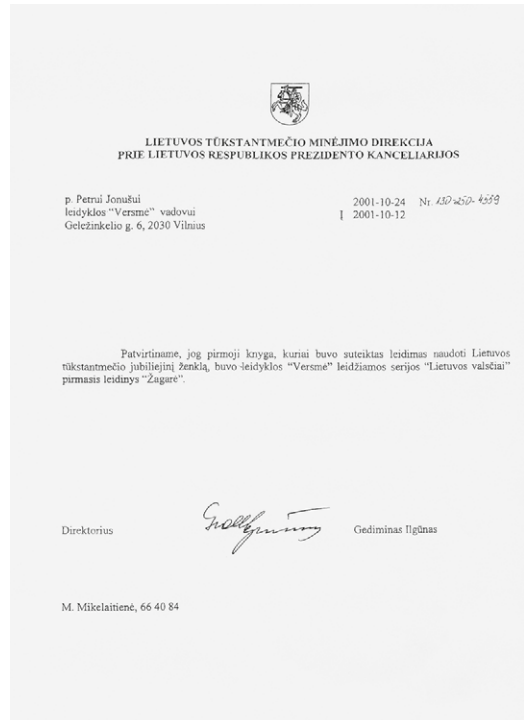 LIETUVOS TŪKSTANTMEČIO MINĖJIMO DIREKCIJA
PRIE LIETUVOS RESPUBLIKOS PREZIDENTO KANCELIARIJOS
p. Petrui Jonušui
leidyklos “Versmė” vadovui
Geležinkelio g. 6, 2030 Vilnius
2001-10-24 Nr. 130-250-4559
Į 2001-10-12
Patvirtiname, jog pirmoji knyga, kuriai buvo suteiktas leidimas naudoti Lietuvos
tūkstantmečio jubiliejinį ženklą, buvo leidyklos “Versmė” leidžiamos serijos “Lietuvos valsčiai”
pirmasis leidinys “Žagarė”.
Direktorius
Gediminas Ilgūnas
M. Mikelaitienė, 66 40 84